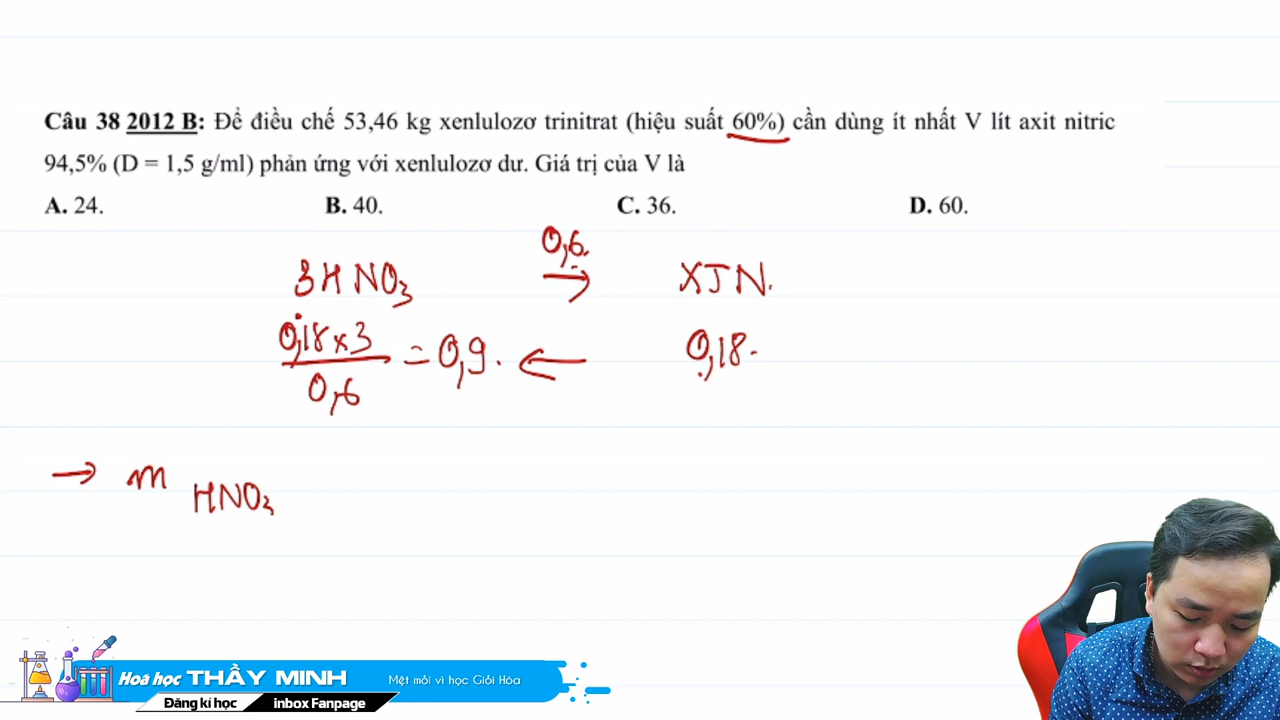 Câu 38 2012 B: Để điều chế 53,46 kg xenlulozơ trinitrat (hiệu suất 60%) cần dùng ít nhất V lít axit nitric
94,5% (D = 1,5 g/ml) phản ứng với xenlulozơ dư. Giá trị của V là
A. 24. B. 40. C. 36. D. 60.
0,6.
3HNO₃ → XTN.
0,18x3 / 0,6 = 0,9. ← 0,18.
→ m HNO₃
Hoá học THẦY MINH
Mệt mỏi vì học Giỏi Hóa
Đăng kí học inbox Fanpage